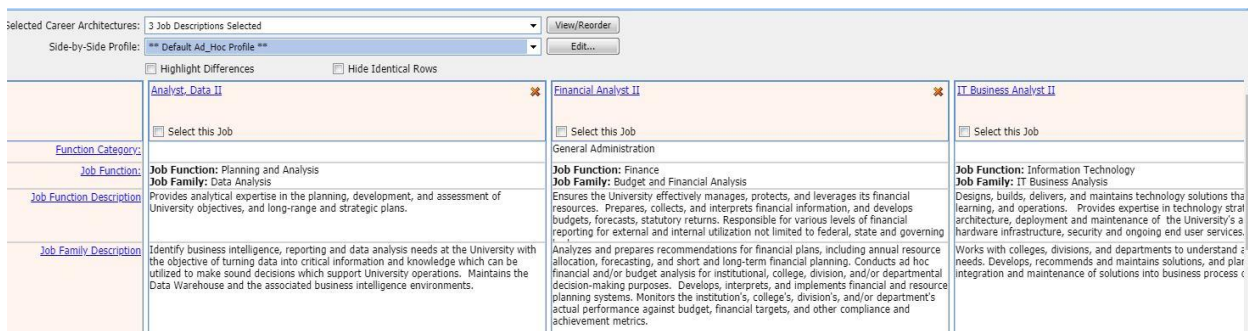 Selected Career Architectures: 3 Job Descriptions Selected View/Reorder
Side-by-Side Profile: ** Default Ad_Hoc Profile ** Edit...
Highlight Differences Hide Identical Rows
Analyst, Data II Financial Analyst II IT Business Analyst II
Select this Job Select this Job Select this Job
Function Category: General Administration
Job Function: Job Function: Planning and Analysis Job Function: Finance Job Function: Information Technology
Job Family: Data Analysis Job Family: Budget and Financial Analysis Job Family: IT Business Analysis
Job Function Description
Provides analytical expertise in the planning, development, and assessment of
University objectives, and long-range and strategic plans.
Ensures the University effectively manages, protects, and leverages its financial
resources. Prepares, collects, and interprets financial information, and develops
budgets, forecasts, statutory returns. Responsible for various levels of financial
reporting for external and internal utilization not limited to federal, state and governing
Designs, builds, delivers, and maintains technology solutions tha
learning, and operations. Provides expertise in technology strat
architecture, deployment and maintenance of the University's a
hardware infrastructure, security and ongoing end user services.
Job Family Description
Identify business intelligence, reporting and data analysis needs at the University with
the objective of turning data into critical information and knowledge which can be
utilized to make sound decisions which support University operations. Maintains the
Data Warehouse and the associated business intelligence environments.
Analyzes and prepares recommendations for financial plans, including annual resource
allocation, forecasting, and short and long-term financial planning. Conducts ad hoc
financial and/or budget analysis for institutional, college, division, and/or departmental
decision-making purposes. Develops, interprets, and implements financial and resource
planning systems. Monitors the institution's, college's, division's, and/or department's
actual performance against budget, financial targets, and other compliance and
achievement metrics.
Works with colleges, divisions, and departments to understand a
needs. Develops, recommends and maintains solutions, and plan
integration and maintenance of solutions into business process